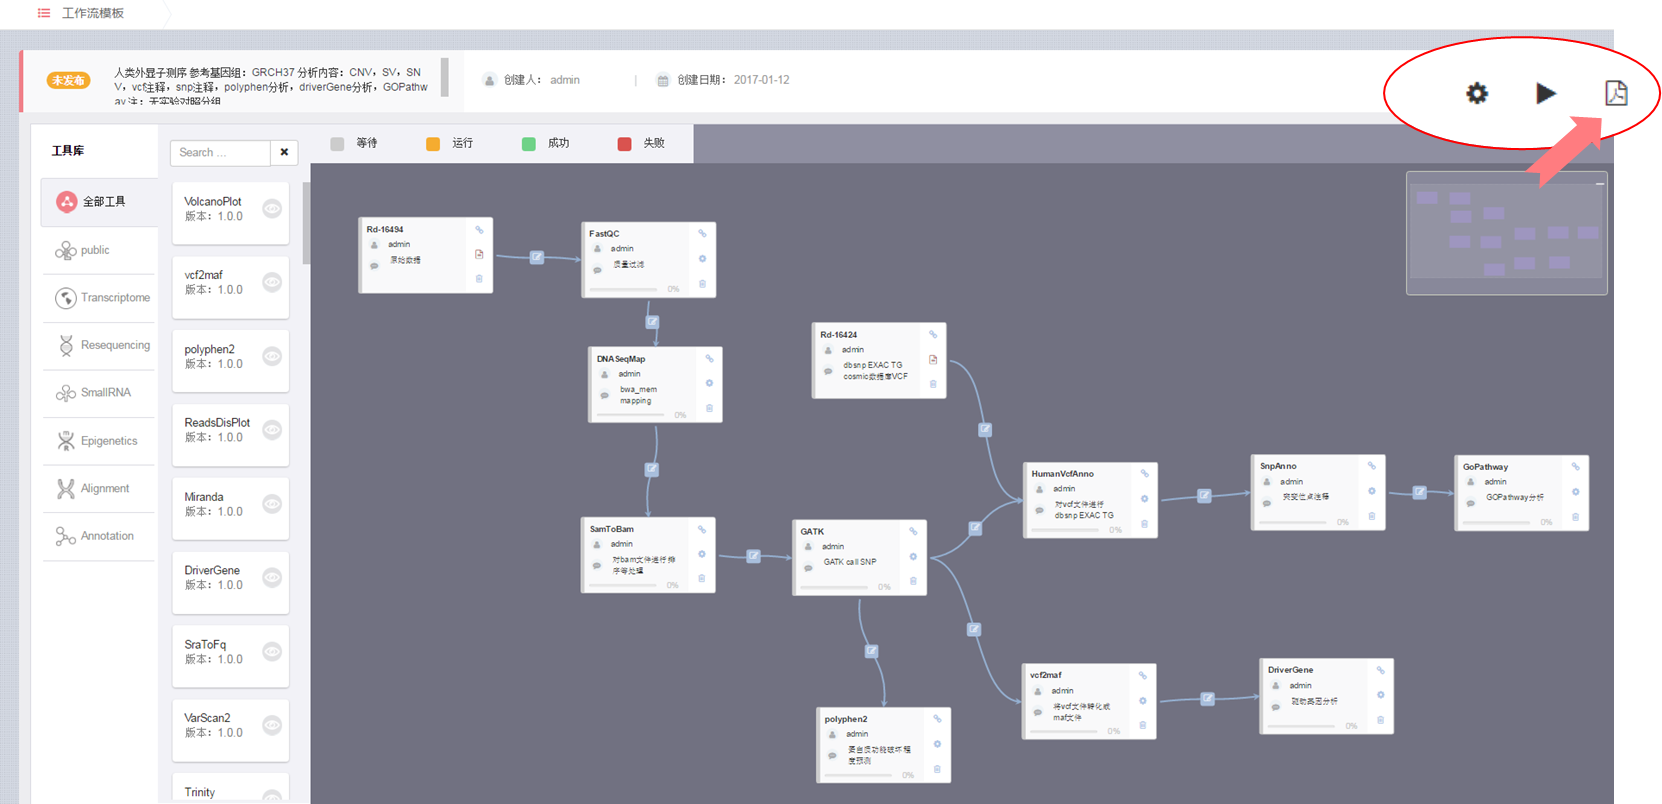 工作流模板
未发布
人类外显子测序 参考基因组：GRCH37 分析内容：CNV，SV，SN
V，vcf注释，snp注释，polyphen分析，driverGene分析，GOPathw
ay 注：无实验对照分组
创建人： admin
创建日期： 2017-01-12
工具库
Search ...
等待
运行
成功
失败
全部工具
public
Transcriptome
Resequencing
SmallRNA
Epigenetics
Alignment
Annotation
VolcanoPlot
版本：1.0.0
vcf2maf
版本：1.0.0
polyphen2
版本：1.0.0
ReadsDisPlot
版本：1.0.0
Miranda
版本：1.0.0
DriverGene
版本：1.0.0
SraToFq
版本：1.0.0
VarScan2
版本：1.0.0
Trinity
Rd-16494
admin
原始数据
FastQC
admin
质量过滤
0%
DNASeqMap
admin
bwa_mem
mapping
0%
Rd-16424
admin
dbsnp EXAC TG
cosmic数据库VCF
SamToBam
admin
对bam文件进行排
序等处理
0%
GATK
admin
GATK call SNP
0%
HumanVcfAnno
admin
对vcf文件进行
dbsnp EXAC TG
0%
SnpAnno
admin
突变位点注释
0%
GoPathway
admin
GOPathway分析
0%
polyphen2
admin
蛋白质功能破坏程
度预测
0%
vcf2maf
admin
将vcf文件转化成
maf文件
0%
DriverGene
admin
驱动基因分析
0%